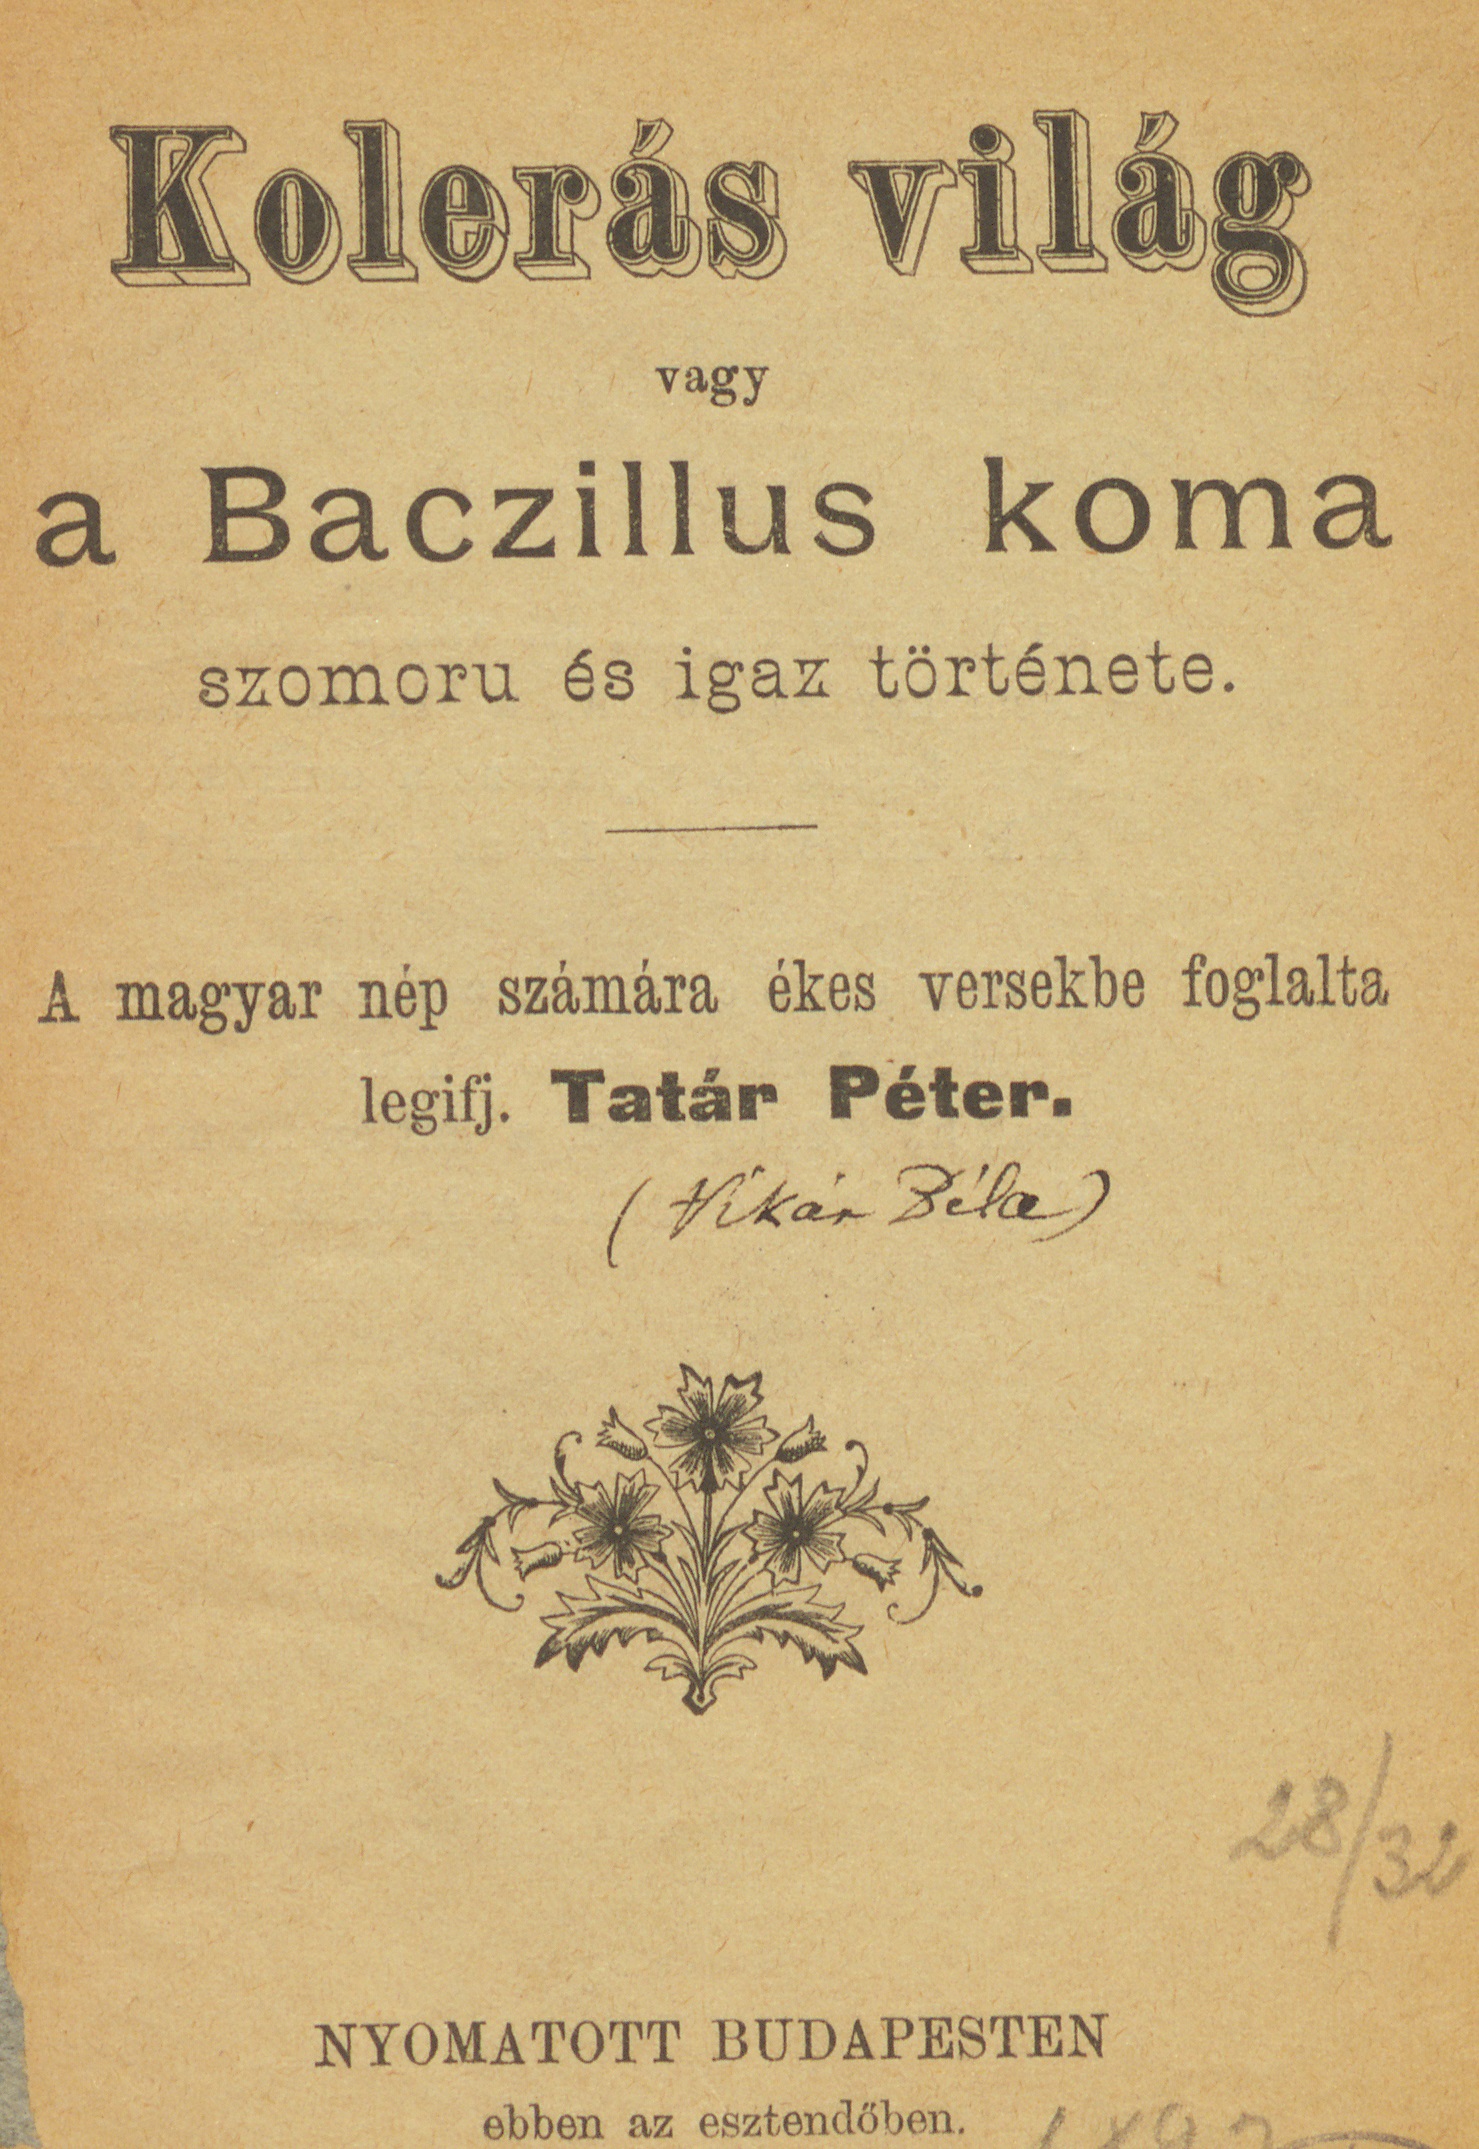 Kolerás világ
vagy
a Baczillus koma
szomoru és igaz története.
A magyar nép számára ékes versekbe foglalta
legifj. Tatár Péter.
(Vikár Béla)
28/32
NYOMATOTT BUDAPESTEN
ebben az esztendőben.